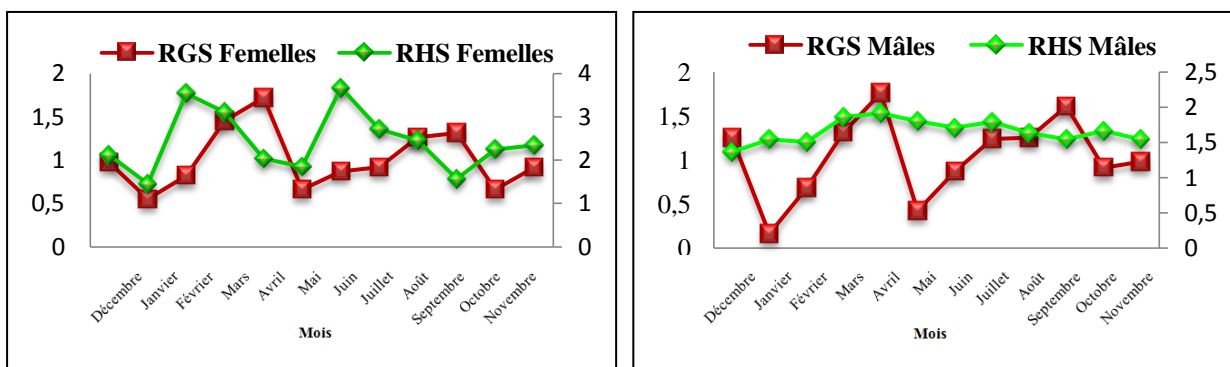 RGS Femelles RHS Femelles
2 4
1,5 3
1 2
0,5 1
0 0
Décembre Janvier Février Mars Avril Mai Juin Juillet Août Septembre Octobre Novembre
Mois
RGS Mâles RHS Mâles
2 2,5
1,5 2
1 1,5
0,5 1
0 0,5
0
Décembre Janvier Février Mars Avril Mai Juin Juillet Août Septembre Octobre Novembre
Mois